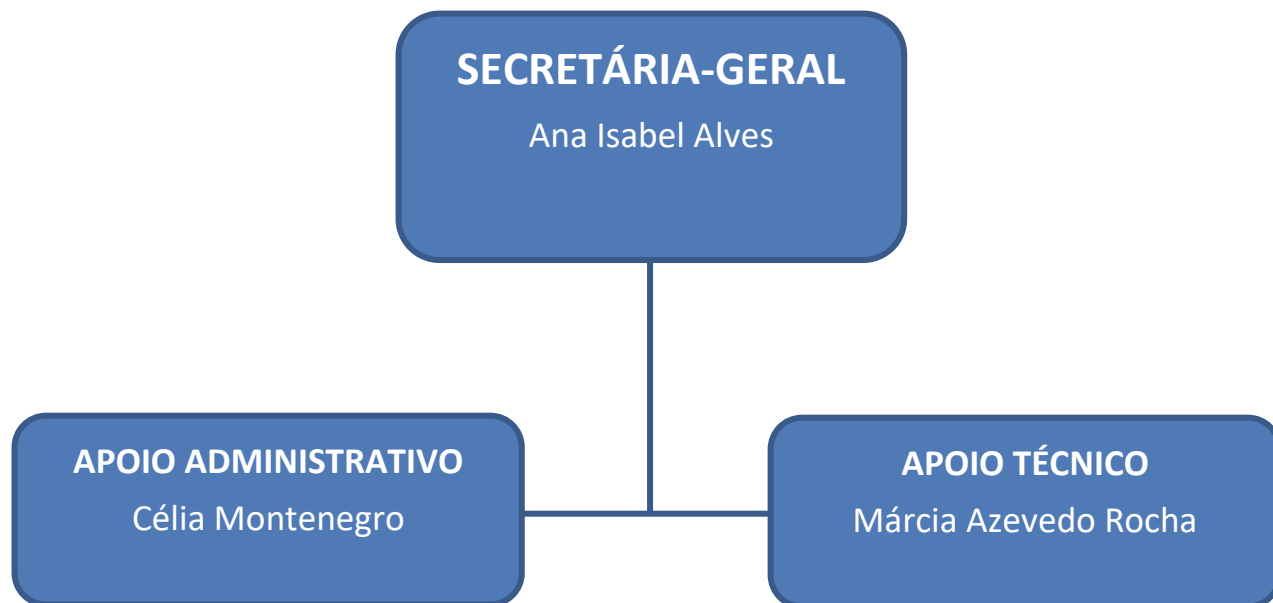 SECRETÁRIA-GERAL
Ana Isabel Alves
APOIO ADMINISTRATIVO
Célia Montenegro
APOIO TÉCNICO
Márcia Azevedo Rocha